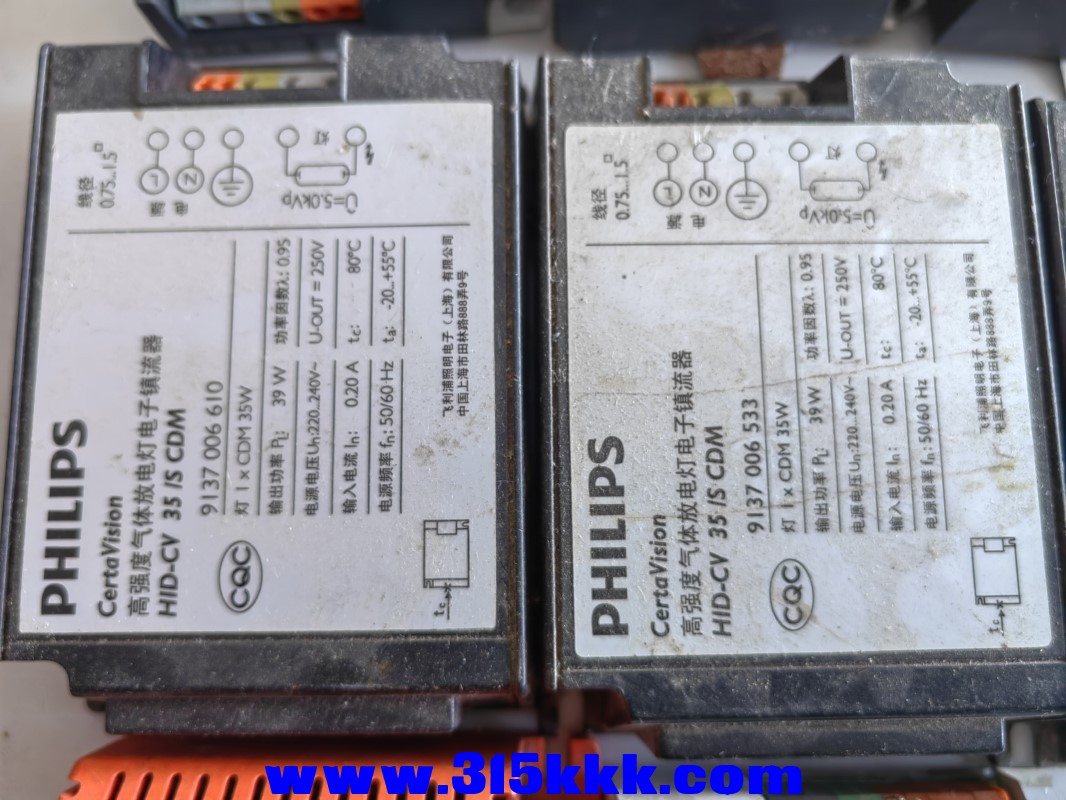 PHILIPS
CertaVision
高强度气体放电灯电子镇流器
HID-CV 35 /S CDM
9137 006 610
灯 1 x CDM 35W
输出功率 PL: 39 W 功率因数λ: 0.95
电源电压Un:220..240V~ U-OUT = 250V
输入电流 In: 0.20 A tc: 80°C
电源频率 fn: 50/60 Hz ta: -20...+55°C
飞利浦照明电子（上海）有限公司
中国上海市田林路888弄9号
CQC
tc
线径
0.75...1.5
L
N
灯
U=5.0kVp
PHILIPS
CertaVision
高强度气体放电灯电子镇流器
HID-CV 35 /S CDM
9137 006 533
灯 1 x CDM 35W
输出功率 PL: 39 W 功率因数λ: 0.95
电源电压Un:220..240V~ U-OUT = 250V
输入电流 In: 0.20 A tc: 80°C
电源频率 fn: 50/60 Hz ta: -20...+55°C
飞利浦照明电子（上海）有限公司
中国上海市田林路888弄9号
CQC
tc
线径
0.75...1.5
L
N
灯
U=5.0kVp
www.315kkk.com